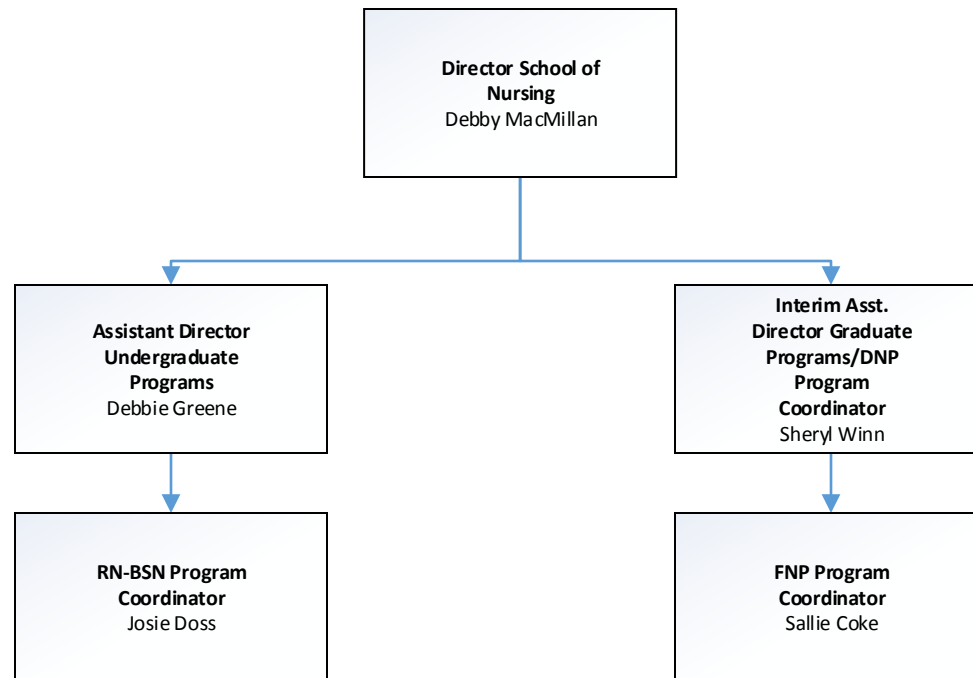 Director School of
Nursing
Debby MacMillan
Assistant Director
Undergraduate
Programs
Debbie Greene
Interim Asst.
Director Graduate
Programs/DNP
Program
Coordinator
Sheryl Winn
RN-BSN Program
Coordinator
Josie Doss
FNP Program
Coordinator
Sallie Coke